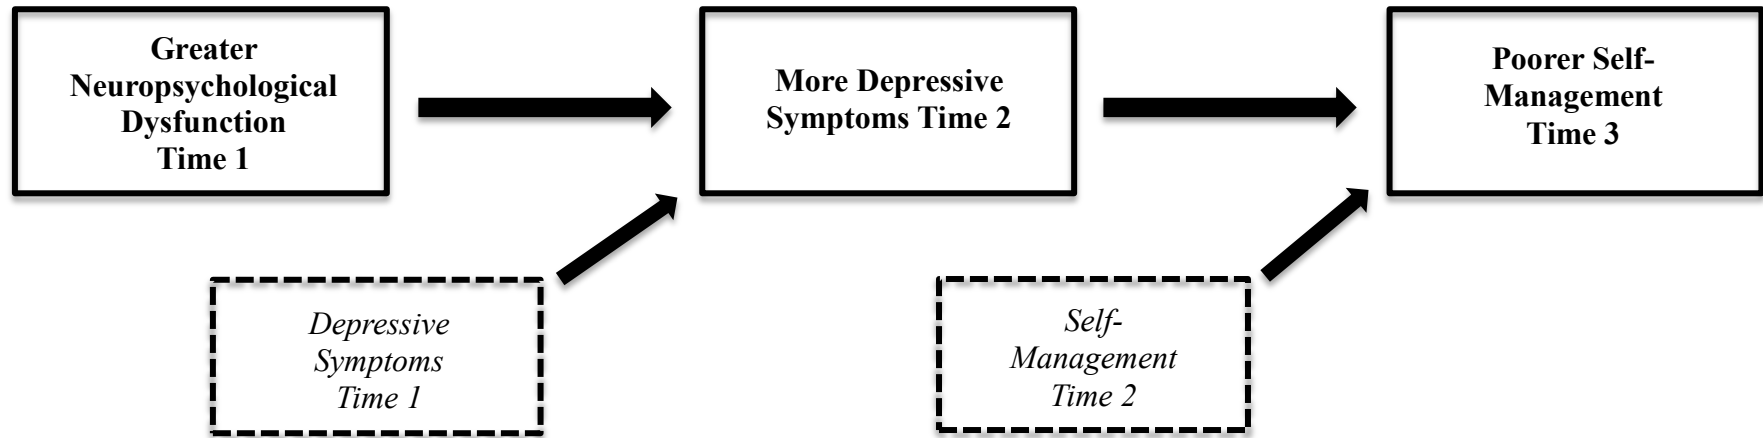 Greater
Neuropsychological
Dysfunction
Time 1
More Depressive
Symptoms Time 2
Poorer Self-
Management
Time 3
Depressive
Symptoms
Time 1
Self-
Management
Time 2